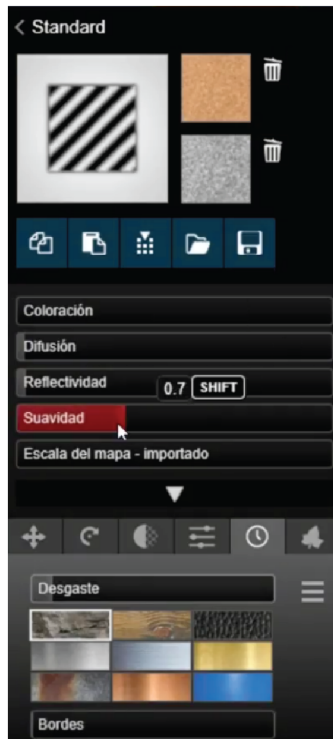 Standard
Coloración
Difusión
Reflectividad
0.7 SHIFT
Suavidad
Escala del mapa - importado
Desgaste
Bordes